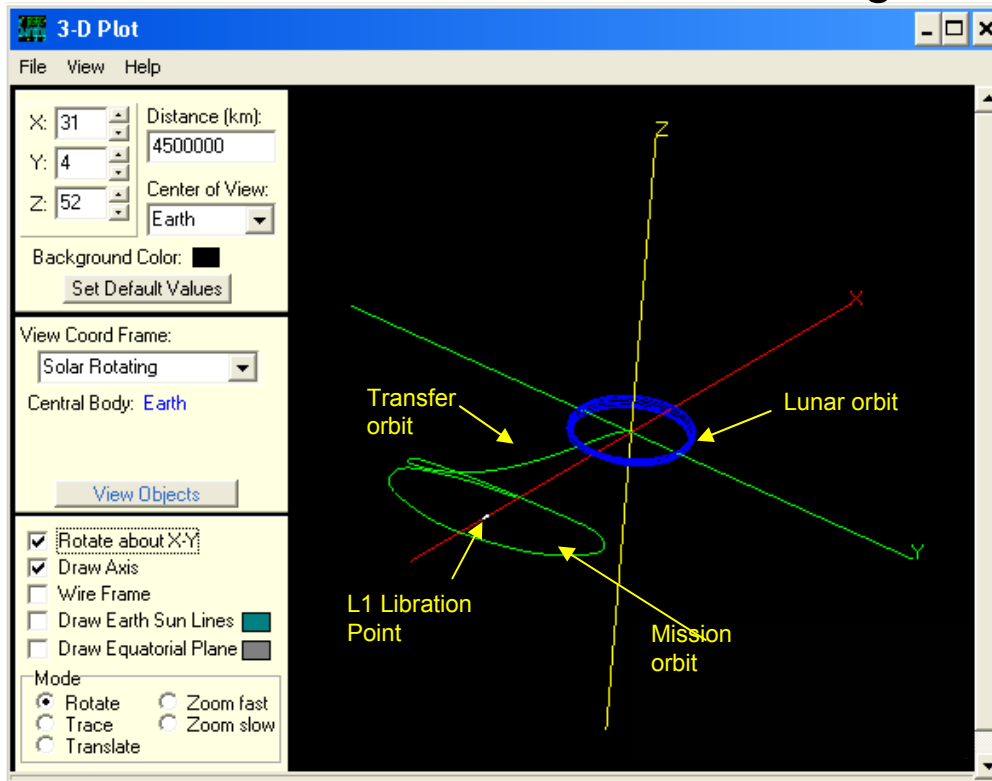 3-D Plot
File View Help
X: 31
Y: 4
Z: 52
Distance (km):
4500000
Center of View:
Earth
Background Color:
Set Default Values
View Coord Frame:
Solar Rotating
Central Body: Earth
View Objects
Rotate about X-Y
Draw Axis
Wire Frame
Draw Earth Sun Lines
Draw Equatorial Plane
Mode
Rotate
Zoom fast
Trace
Zoom slow
Translate
Z
X
Transfer
orbit
Lunar orbit
Y
L1 Libration
Point
Mission
orbit